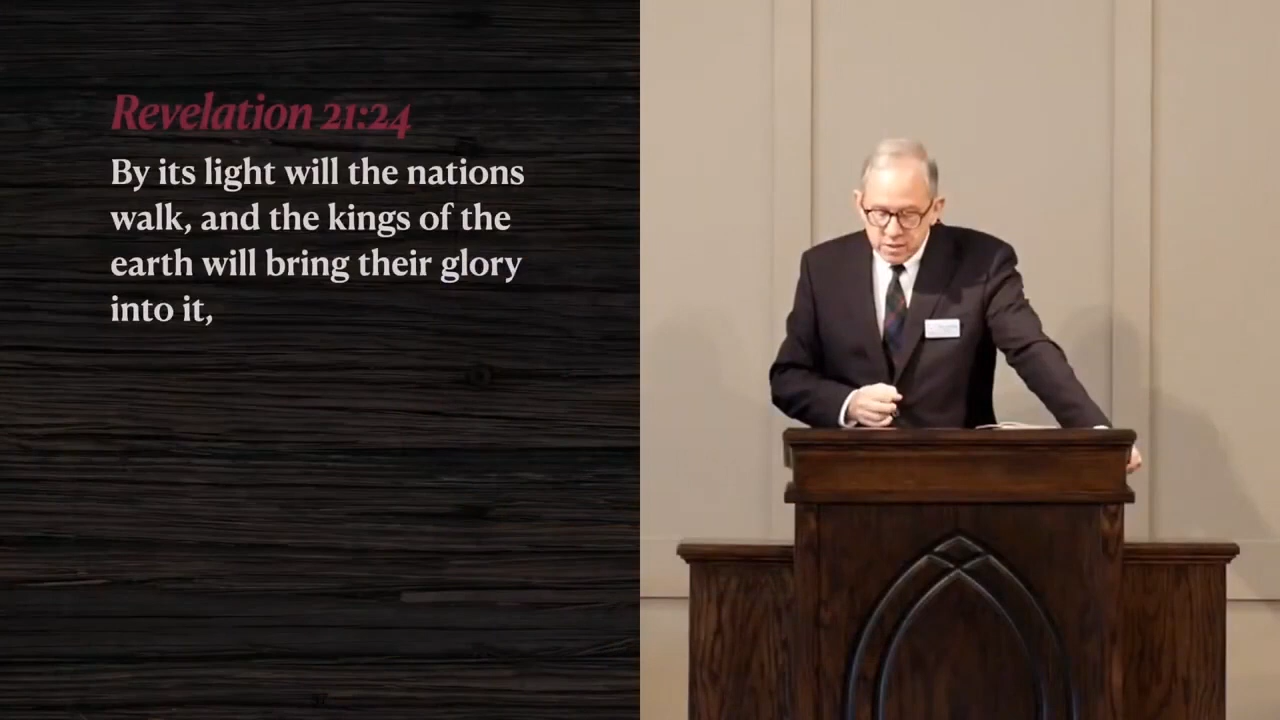 Revelation 21:24
By its light will the nations
walk, and the kings of the
earth will bring their glory
into it,